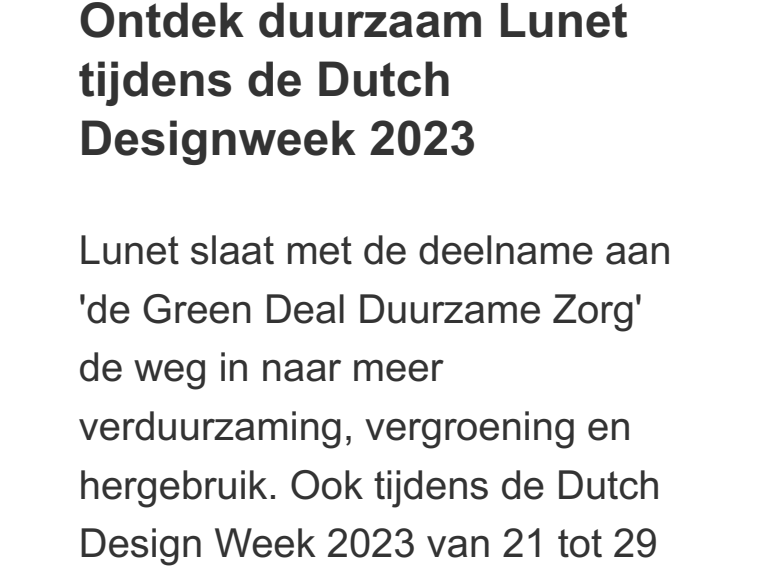 Ontdek duurzaam Lunet
tijdens de Dutch
Designweek 2023
Lunet slaat met de deelname aan
'de Green Deal Duurzame Zorg'
de weg in naar meer
verduurzaming, vergroening en
hergebruik. Ook tijdens de Dutch
Design Week 2023 van 21 tot 29